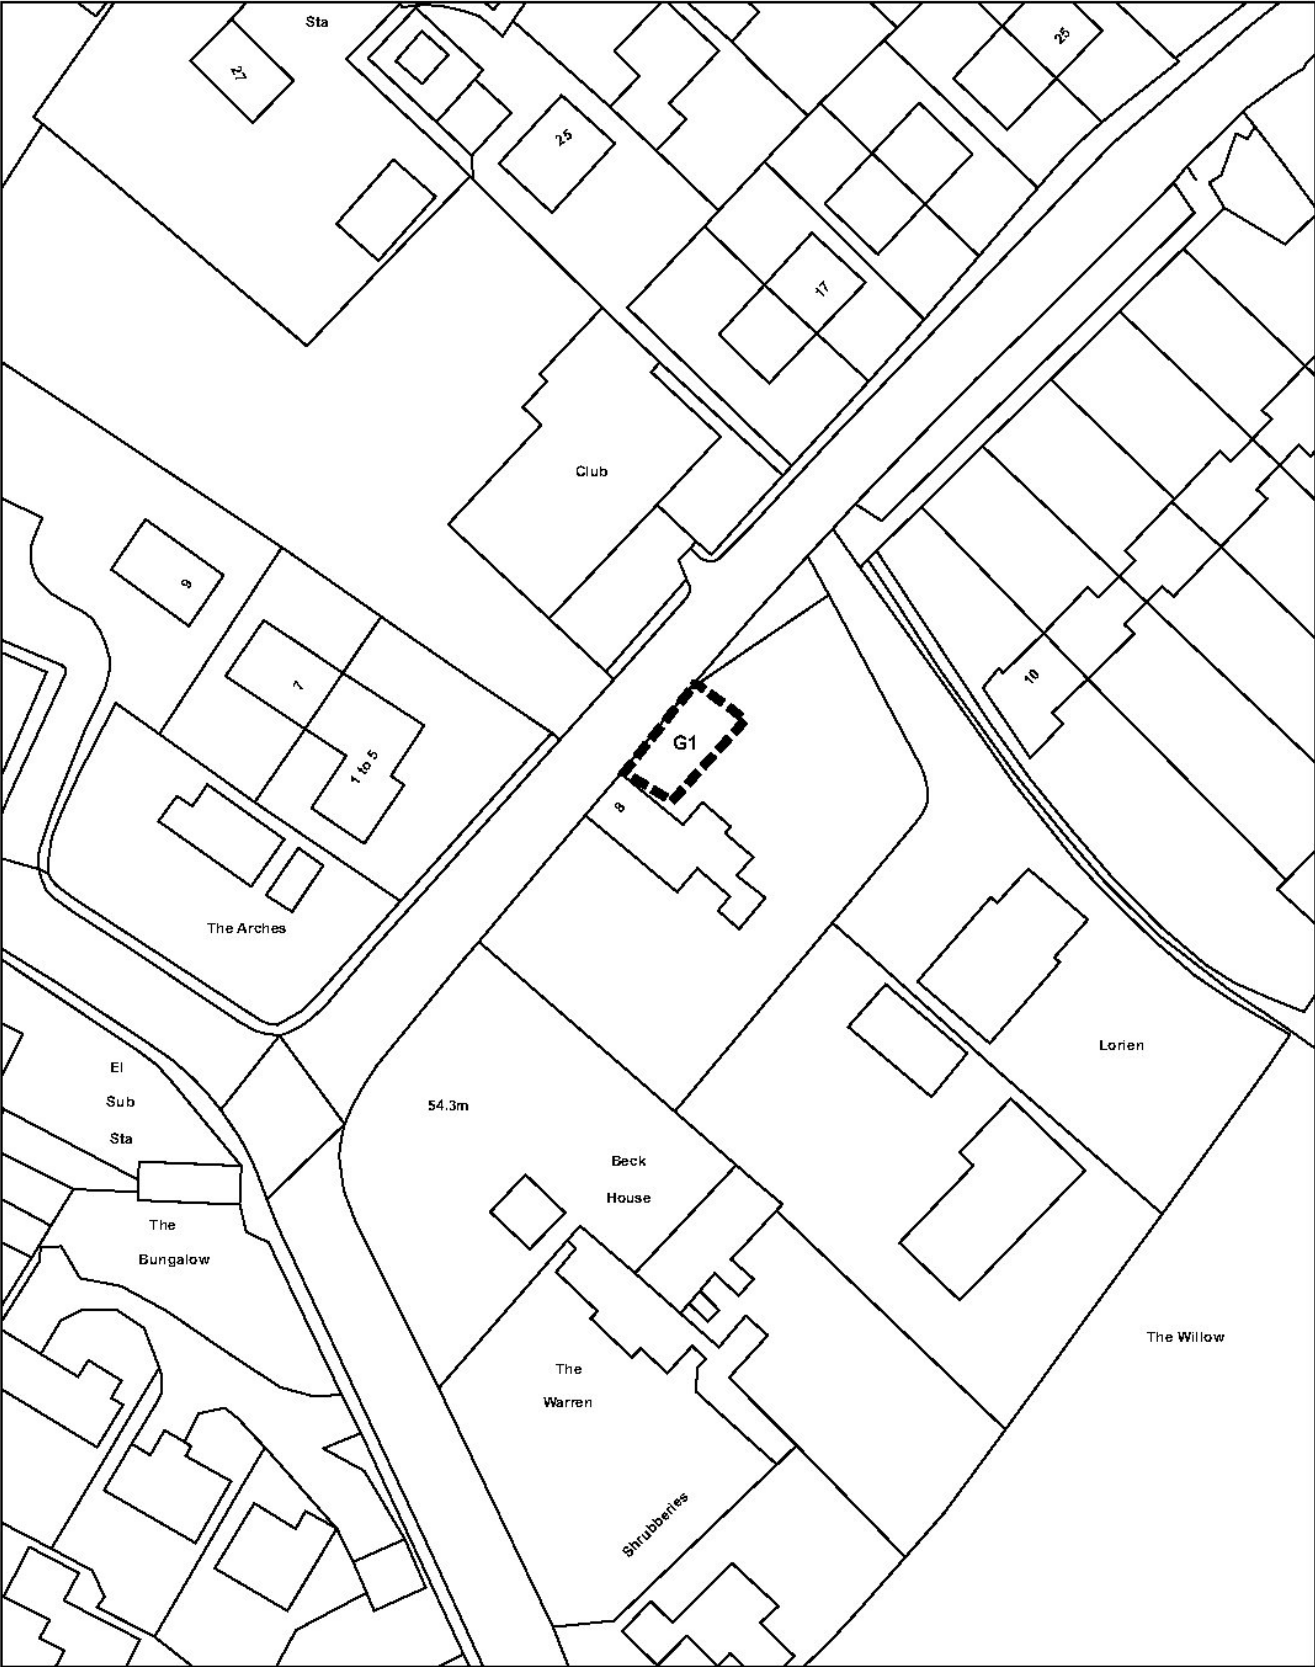 Sta
27
25
25
17
Club
9
7
1 to 5
10
G1
8
The Arches
El
Sub
Sta
54.3m
Lorien
Beck
House
The
Bungalow
The Willow
The
Warren
Shrubberies